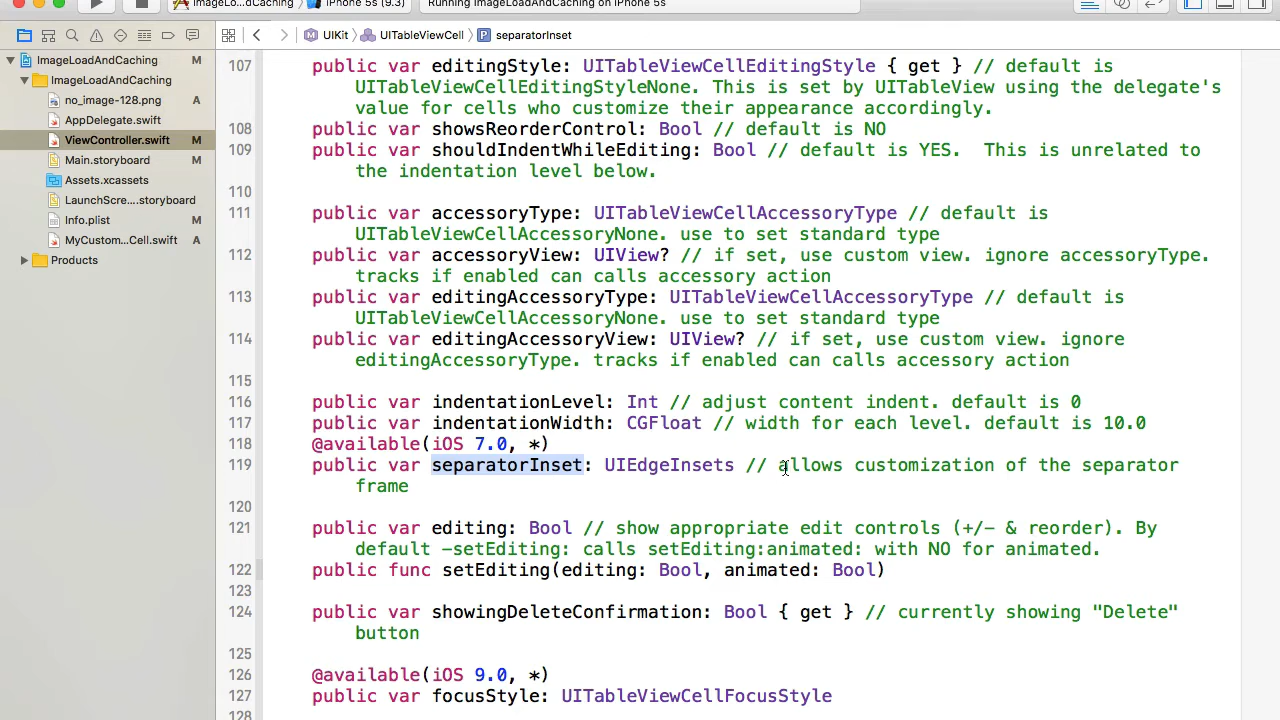 ImageLo...dCaching
iPhone 5s (9.3)
Running ImageLoadAndCaching on iPhone 5s
UIKit
UITableViewCell
separatorInset
ImageLoadAndCaching M
ImageLoadAndCaching
no_image-128.png A
AppDelegate.swift
ViewController.swift M
Main.storyboard M
Assets.xcassets
LaunchScre....storyboard
Info.plist M
MyCustom...Cell.swift A
Products
107 public var editingStyle: UITableViewCellEditingStyle { get } // default is
UITableViewCellEditingStyleNone. This is set by UITableView using the delegate's
value for cells who customize their appearance accordingly.
108 public var showsReorderControl: Bool // default is NO
109 public var shouldIndentWhileEditing: Bool // default is YES.  This is unrelated to
the indentation level below.
110
111 public var accessoryType: UITableViewCellAccessoryType // default is
UITableViewCellAccessoryNone. use to set standard type
112 public var accessoryView: UIView? // if set, use custom view. ignore accessoryType.
tracks if enabled can calls accessory action
113 public var editingAccessoryType: UITableViewCellAccessoryType // default is
UITableViewCellAccessoryNone. use to set standard type
114 public var editingAccessoryView: UIView? // if set, use custom view. ignore
editingAccessoryType. tracks if enabled can calls accessory action
115
116 public var indentationLevel: Int // adjust content indent. default is 0
117 public var indentationWidth: CGFloat // width for each level. default is 10.0
118 @available(iOS 7.0, *)
119 public var separatorInset: UIEdgeInsets // allows customization of the separator
frame
120
121 public var editing: Bool // show appropriate edit controls (+/- & reorder). By
default -setEditing: calls setEditing:animated: with NO for animated.
122 public func setEditing(editing: Bool, animated: Bool)
123
124 public var showingDeleteConfirmation: Bool { get } // currently showing "Delete"
button
125
126 @available(iOS 9.0, *)
127 public var focusStyle: UITableViewCellFocusStyle
128